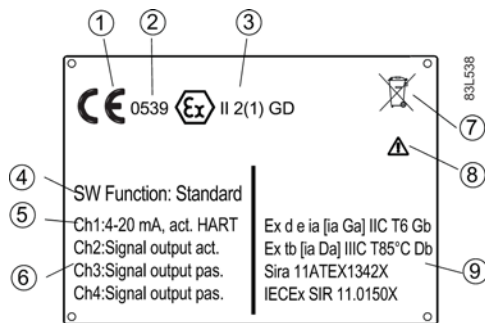 1
2
3
83L538
CE 0539 Ex II 2(1) GD
7
8
4
SW Function: Standard
5
Ch1:4-20 mA, act. HART
Ch2:Signal output act.
6
Ch3:Signal output pas.
Ch4:Signal output pas.
Ex d e ia [ia Ga] IIC T6 Gb
Ex tb [ia Da] IIIC T85°C Db
Sira 11ATEX1342X
IECEx SIR 11.0150X
9